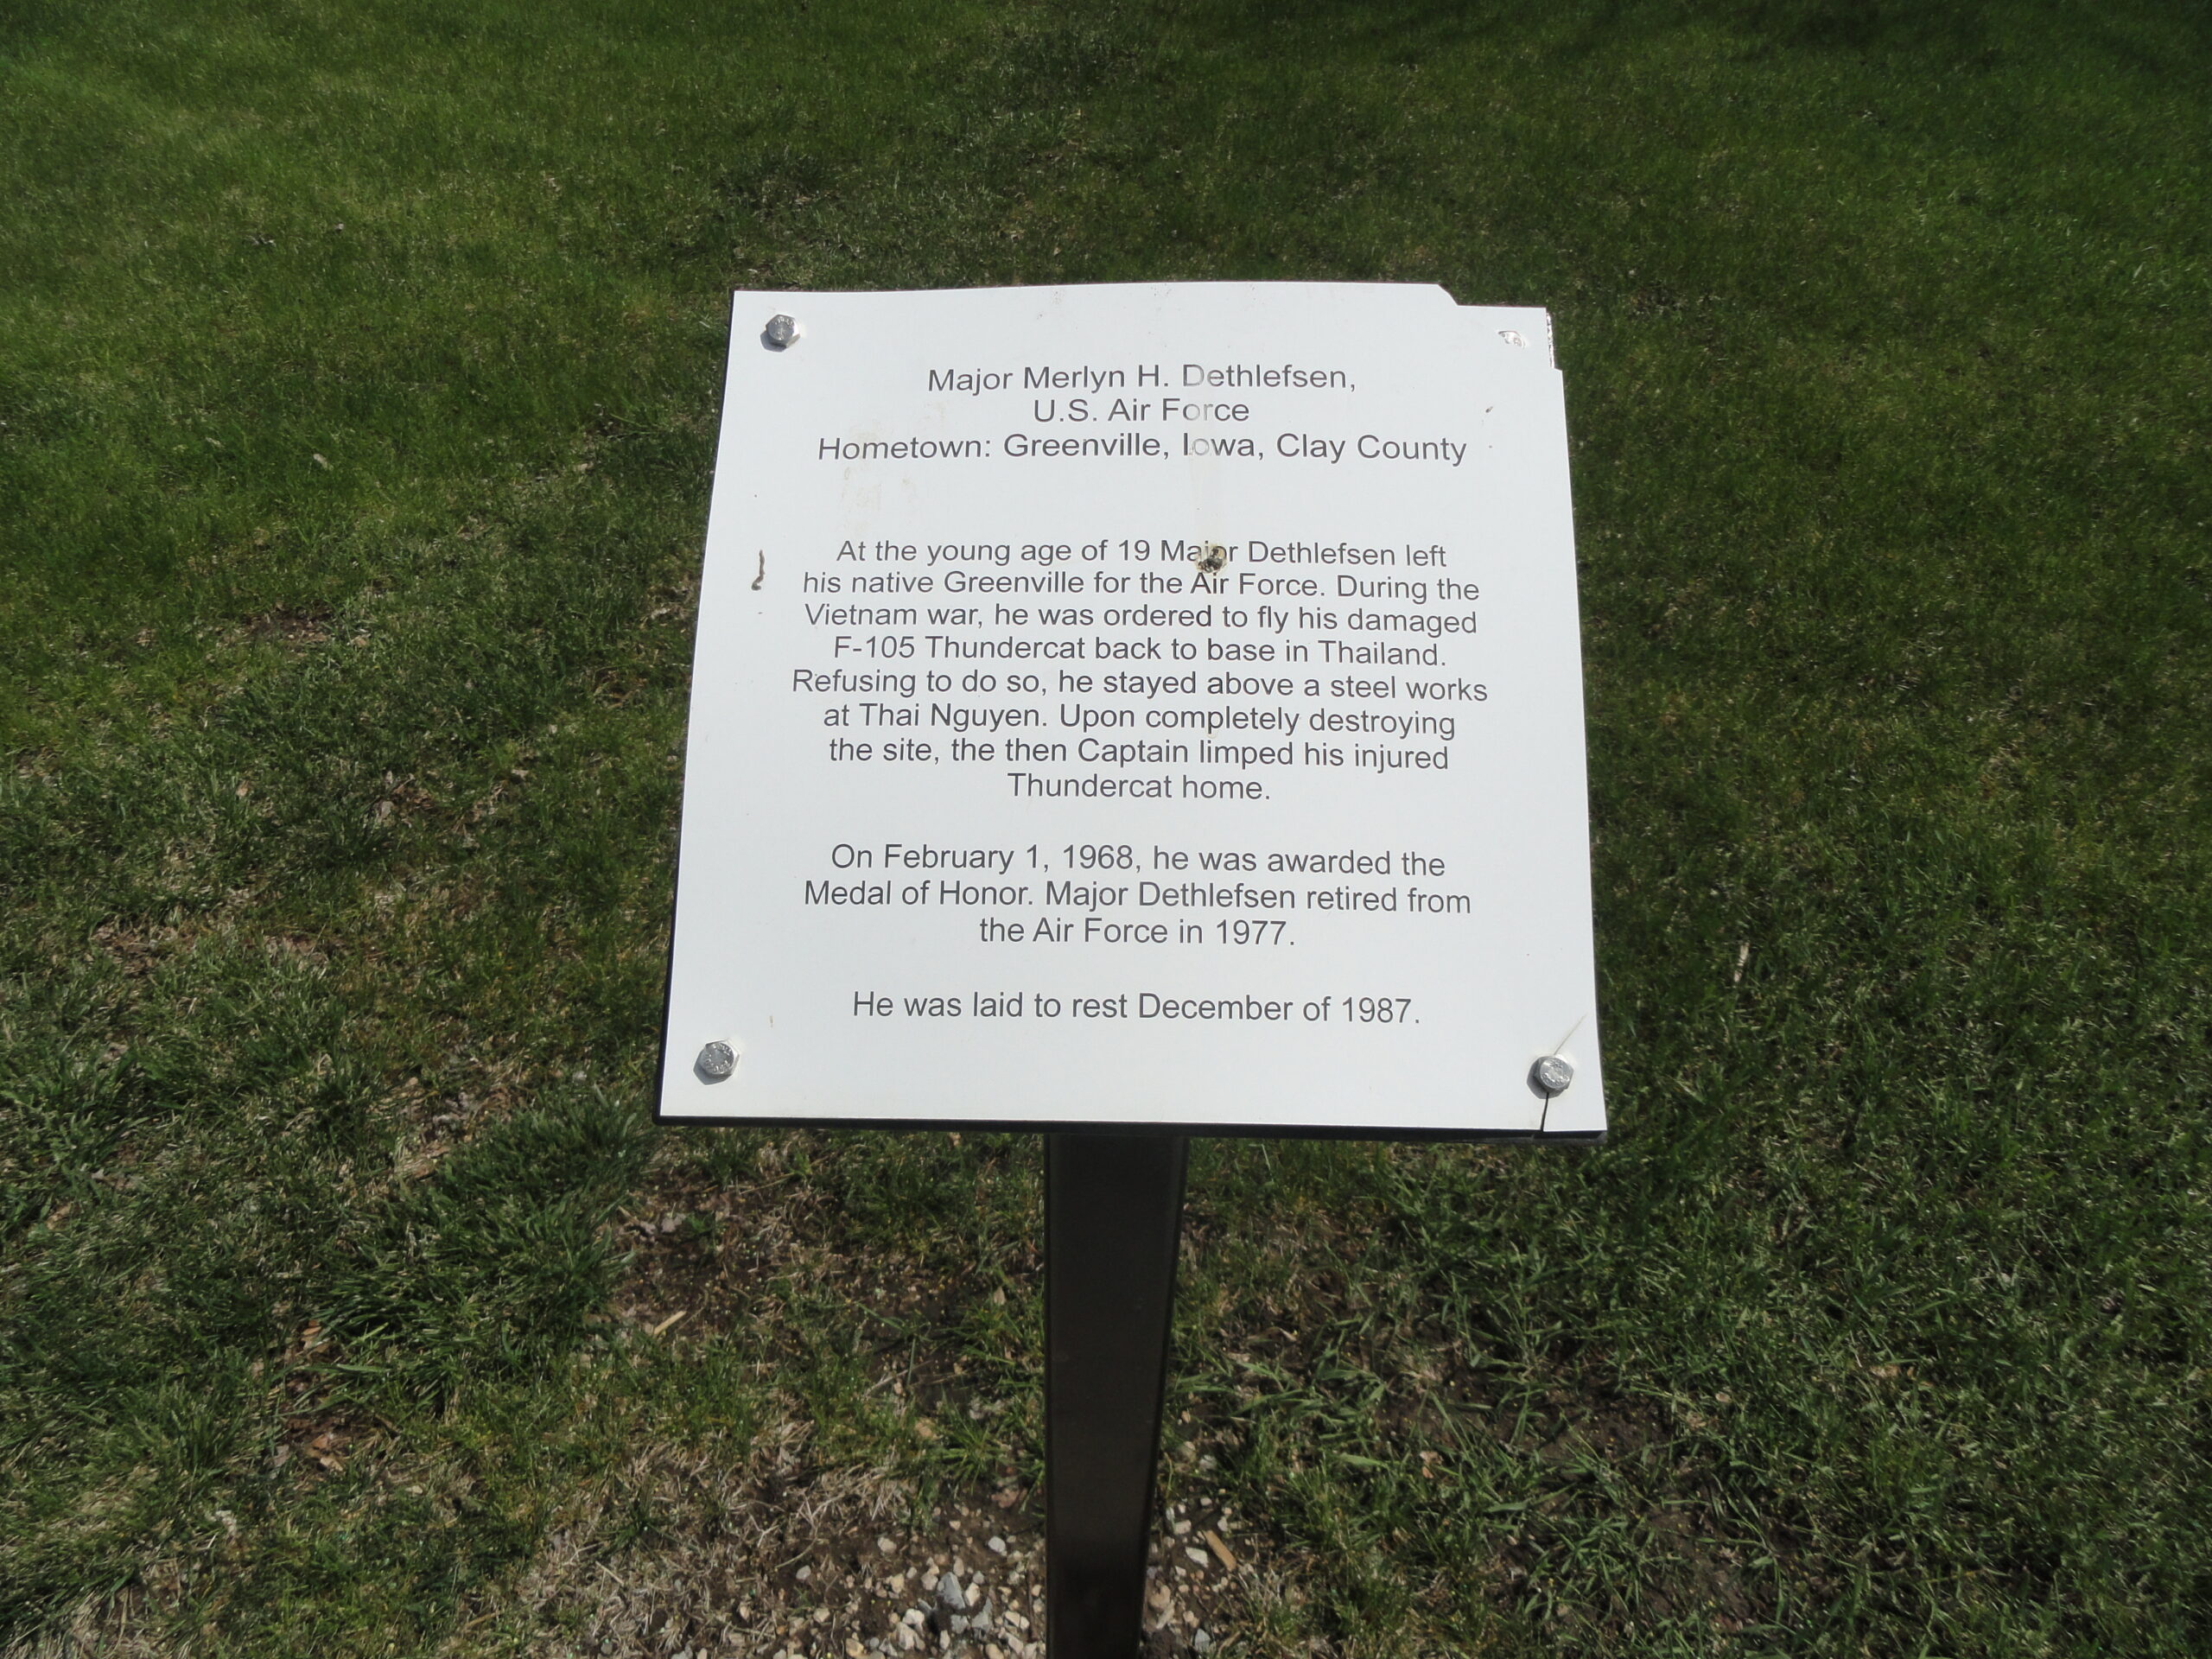 Major Merlyn H. Dethlefsen,
U.S. Air Force
Hometown: Greenville, Iowa, Clay County
At the young age of 19 Major Dethlefsen left
his native Greenville for the Air Force. During the
Vietnam war, he was ordered to fly his damaged
F-105 Thundercat back to base in Thailand.
Refusing to do so, he stayed above a steel works
at Thai Nguyen. Upon completely destroying
the site, the then Captain limped his injured
Thundercat home.
On February 1, 1968, he was awarded the
Medal of Honor. Major Dethlefsen retired from
the Air Force in 1977.
He was laid to rest December of 1987.